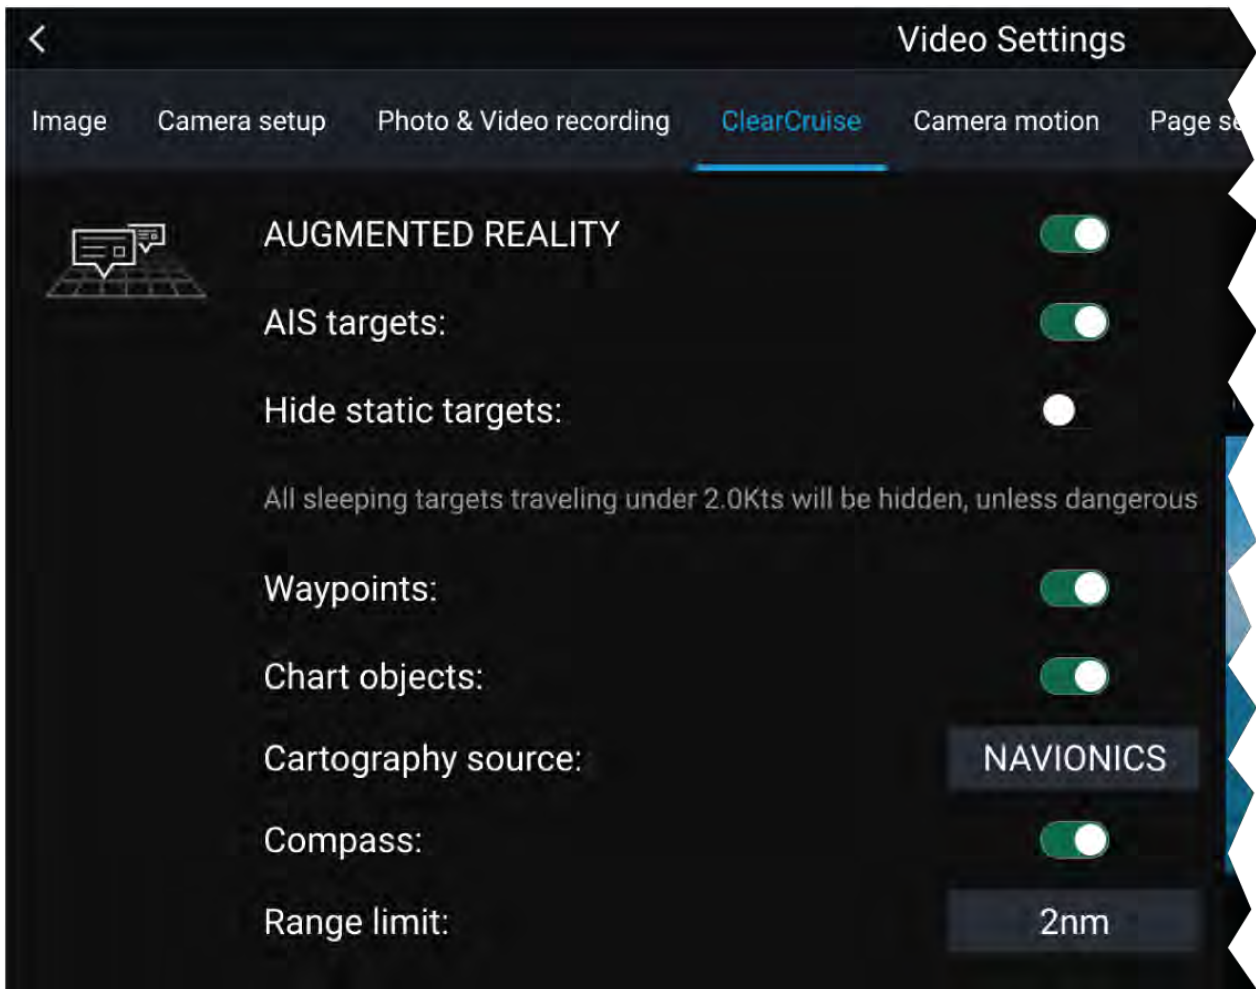 Video Settings
Image Camera setup Photo & Video recording ClearCruise Camera motion Page
AUGMENTED REALITY
AIS targets:
Hide static targets:
All sleeping targets traveling under 2.0Kts will be hidden, unless dangerous
Waypoints:
Chart objects:
Cartography source: NAVIONICS
Compass:
Range limit: 2nm